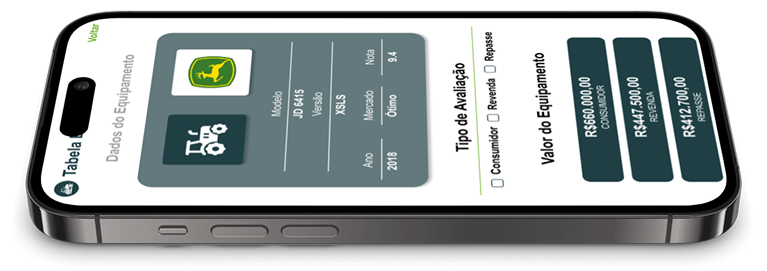 Tabela
Voltar
Dados do Equipamento
Modelo
JD 6415
Versão
XSLS
Ano Mercado Nota
2018 Ótimo 9.4
Tipo de Avaliação
Consumidor Revenda Repasse
Valor do Equipamento
R$660.000,00
CONSUMIDOR
R$447.500,00
REVENDA
R$412.700,00
REPASSE